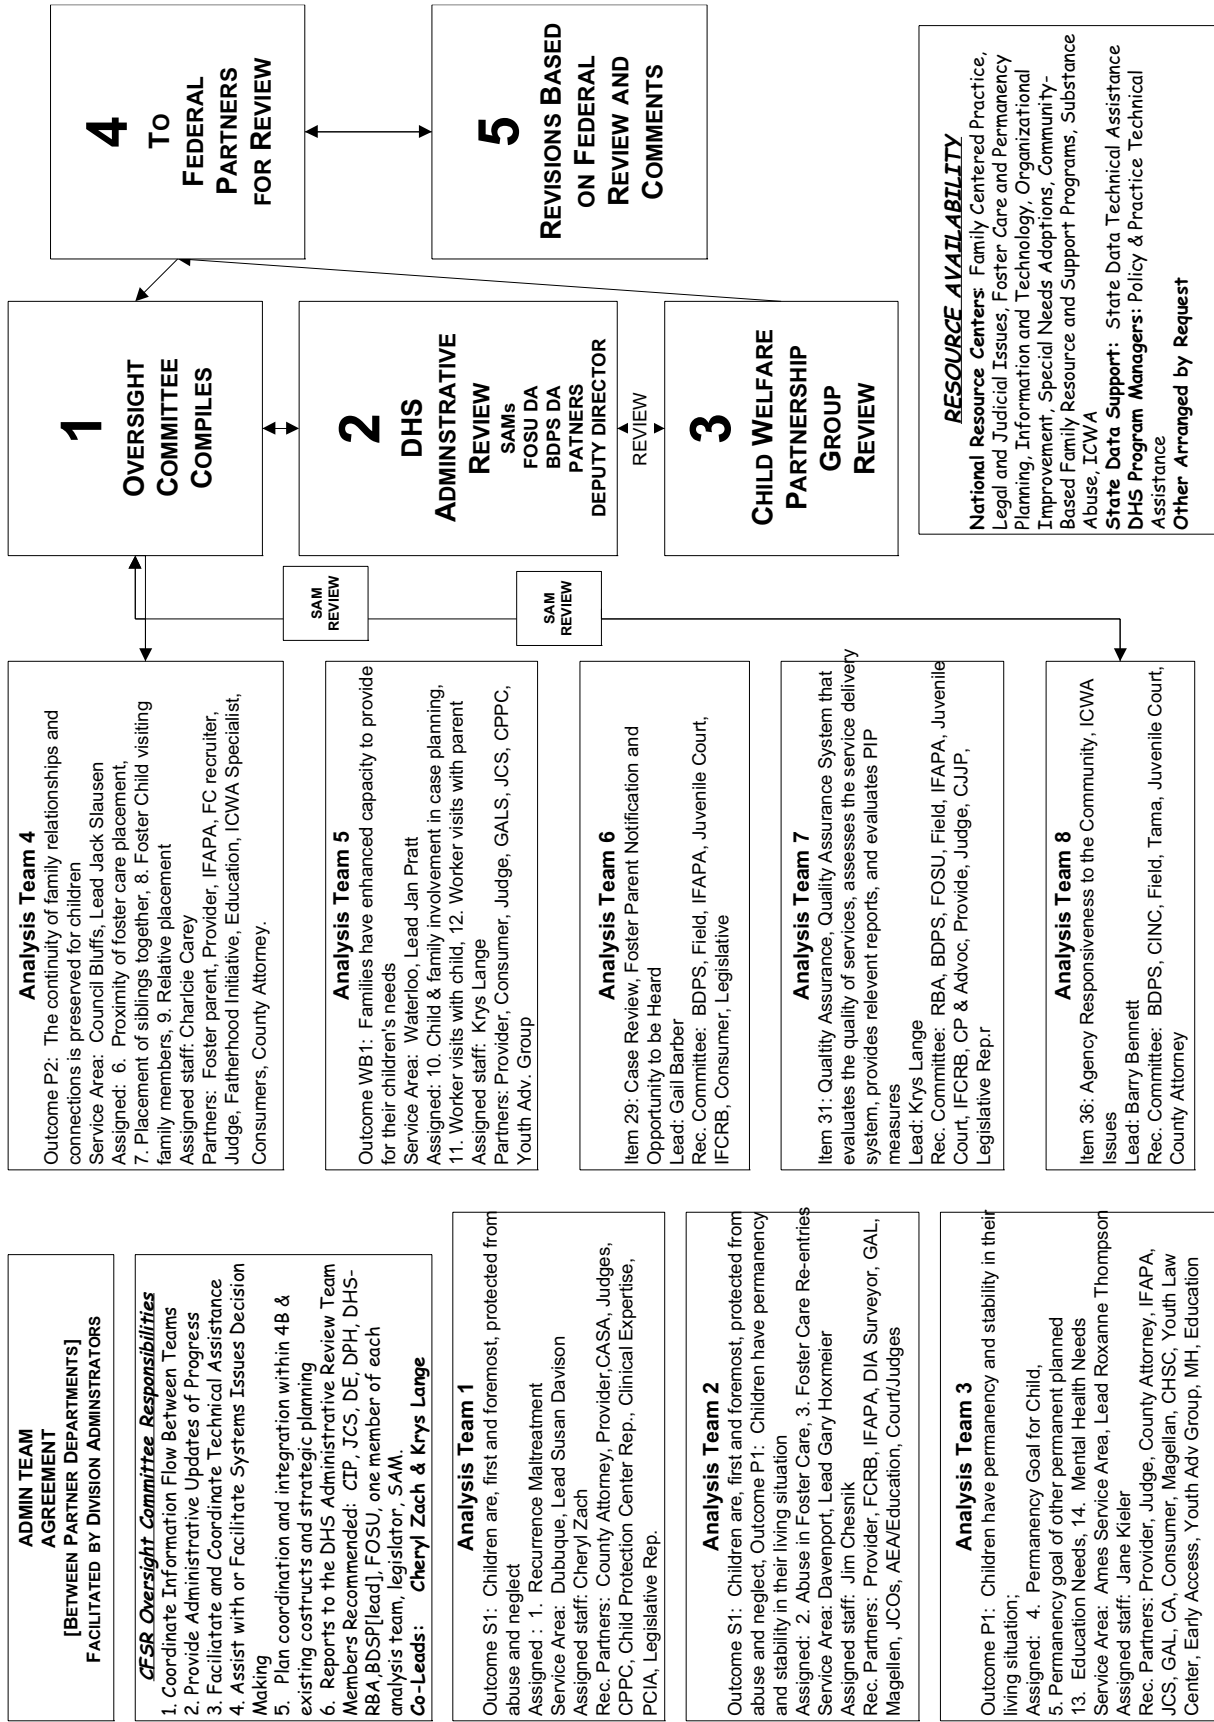 ADMIN TEAM
AGREEMENT
[BETWEEN PARTNER DEPARTMENTS]
FACILITATED BY DIVISION ADMINISTRATORS
CFSR Oversight Committee Responsibilities
1. Coordinate Information Flow Between Teams
2. Provide Administrative Updates of Progress
3. Faciliatate and Coordinate Technical Assistance
4. Assist with or Facilitate Systems Issues Decision
Making
5. Plan coordination and integration within 4B &
existing costructs and strategic planning
6. Reports to the DHS Administrative Review Team
Members Recommended: CIP, JCS, DE, DPH, DHS-
RBA,BDSP[lead], FOSU, one member of each
analysis team, legislator, SAM.
Co-Leads: Cheryl Zach & Krys Lange
Analysis Team 1
Outcome S1: Children are, first and foremost, protected from
abuse and neglect
Assigned : 1. Recurrence Maltreatment
Service Area: Dubuque, Lead Susan Davison
Assigned staff: Cheryl Zach
Rec. Partners: County Attorney, Provider,CASA, Judges,
CPPC, Child Protection Center Rep., Clinical Expertise,
PCIA, Legislative Rep.
Analysis Team 2
Outcome S1: Children are, first and foremost, protected from
abuse and neglect, Outcome P1: Children have permanency
and stability in their living situation
Assigned: 2. Abuse in Foster Care, 3. Foster Care Re-entries
Service Area: Davenport, Lead Gary Hoxmeier
Assigned staff: Jim Chesnik
Rec. Partners: Provider, FCRB, IFAPA, DIA Surveyor, GAL,
Magellen, JCOs, AEA/Education, Court/Judges
Analysis Team 3
Outcome P1: Children have permanency and stability in their
living situation;
Assigned: 4. Permanency Goal for Child,
5. Permanency goal of other permanent planned
13. Education Needs, 14. Mental Health Needs
Service Area: Ames Service Area, Lead Roxanne Thompson
Assigned staff: Jane Kieler
Rec. Partners: Provider, Judge, County Attorney, IFAPA,
JCS, GAL, CA, Consumer, Magellan, CHSC, Youth Law
Center, Early Access, Youth Adv Group, MH, Education
Analysis Team 4
Outcome P2: The continuity of family relationships and
connections is preserved for children
Service Area: Council Bluffs, Lead Jack Slausen
Assigned: 6. Proximity of foster care placement,
7. Placement of siblings together, 8. Foster Child visiting
family members, 9. Relative placement
Assigned staff: Charlcie Carey
Partners: Foster parent, Provider, IFAPA, FC recruiter,
Judge, Fatherhood Initiative, Education, ICWA Specialist,
Consumers, County Attorney.
Analysis Team 5
Outcome WB1: Families have enhanced capacity to provide
for their children's needs
Service Area: Waterloo, Lead Jan Pratt
Assigned: 10. Child & family involvement in case planning,
11. Worker visits with child, 12. Worker visits with parent
Assigned staff: Krys Lange
Partners: Provider, Consumer, Judge, GALS, JCS, CPPC,
Youth Adv. Group
Analysis Team 6
Item 29: Case Review, Foster Parent Notification and
Opportunity to be Heard
Lead: Gail Barber
Rec. Committee: BDPS, Field, IFAPA, Juvenile Court,
IFCRB, Consumer, Legislative
Analysis Team 7
Item 31: Quality Assurance, Qualtity Assurance System that
evaluates the quality of services, assesses the service delivery
system, provides relevant reports, and evaluates PIP
measures
Lead: Krys Lange
Rec. Committee: RBA, BDPS, FOSU, Field, IFAPA, Juvenile
Court, IFCRB, CP & Advoc, Provide, Judge, CJJP,
Legislative Rep.r
Analysis Team 8
Item 36: Agency Responsiveness to the Community, ICWA
Issues
Lead: Barry Bennett
Rec. Committee: BDPS, CINC, Field, Tama, Juvenile Court,
County Attorney
SAM
REVIEW
SAM
REVIEW
1
OVERSIGHT
COMMITTEE
COMPILES
2
DHS
ADMINSTRATIVE
REVIEW
SAMS
FOSU DA
BDPS DA
PATNERS
DEPUTY DIRECTOR
REVIEW
3
CHILD WELFARE
PARTNERSHIP
GROUP
REVIEW
4
TO
FEDERAL
PARTNERS
FOR REVIEW
5
REVISIONS BASED
ON FEDERAL
REVIEW AND
COMMENTS
RESOURCE AVAILABILITY
National Resource Centers: Family Centered Practice,
Legal and Judicial Issues, Foster Care and Permanency
Planning, Information and Technology, Organizational
Improvement, Special Needs Adoptions, Community-
Based Family Resource and Support Programs, Substance
Abuse, ICWA
State Data Support: State Data Technical Assistance
DHS Program Managers: Policy & Practice Technical
Assistance
Other Arranged by Request